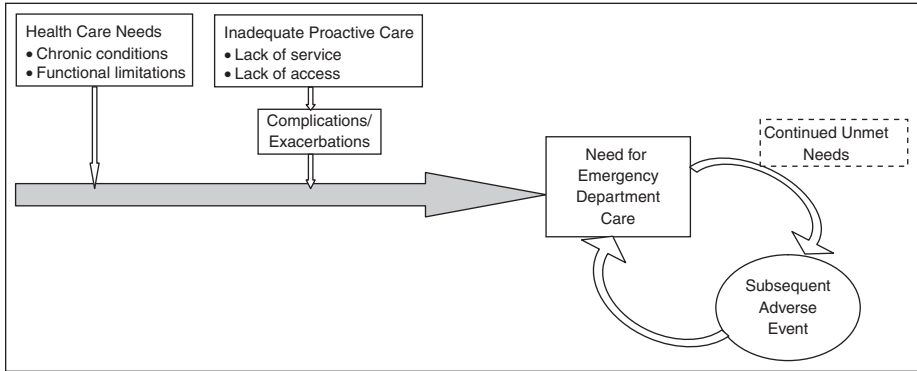 Health Care Needs
• Chronic conditions
• Functional limitations
Inadequate Proactive Care
• Lack of service
• Lack of access
Complications/
Exacerbations
Need for
Emergency
Department
Care
Continued Unmet
Needs
Subsequent
Adverse
Event